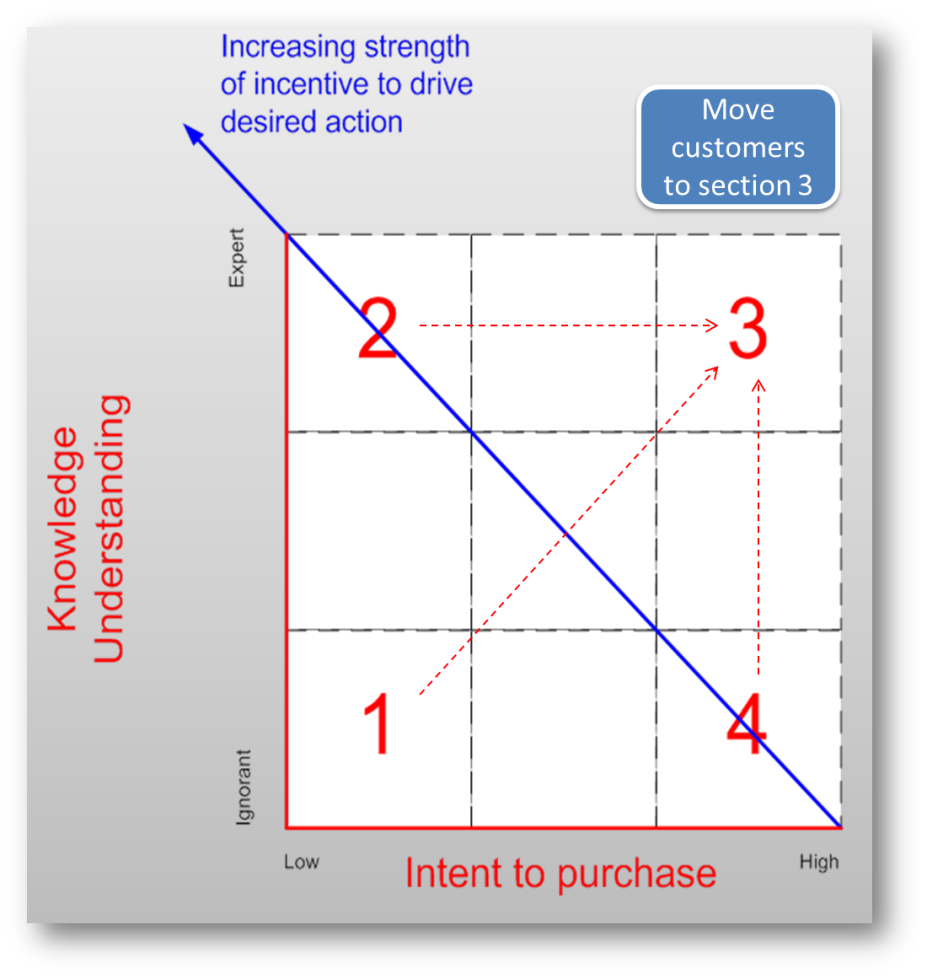 Increasing strength
of incentive to drive
desired action
Move
customers
to section 3
Expert
2
3
Knowledge
Understanding
1
4
Ignorant
Low
Intent to purchase
High